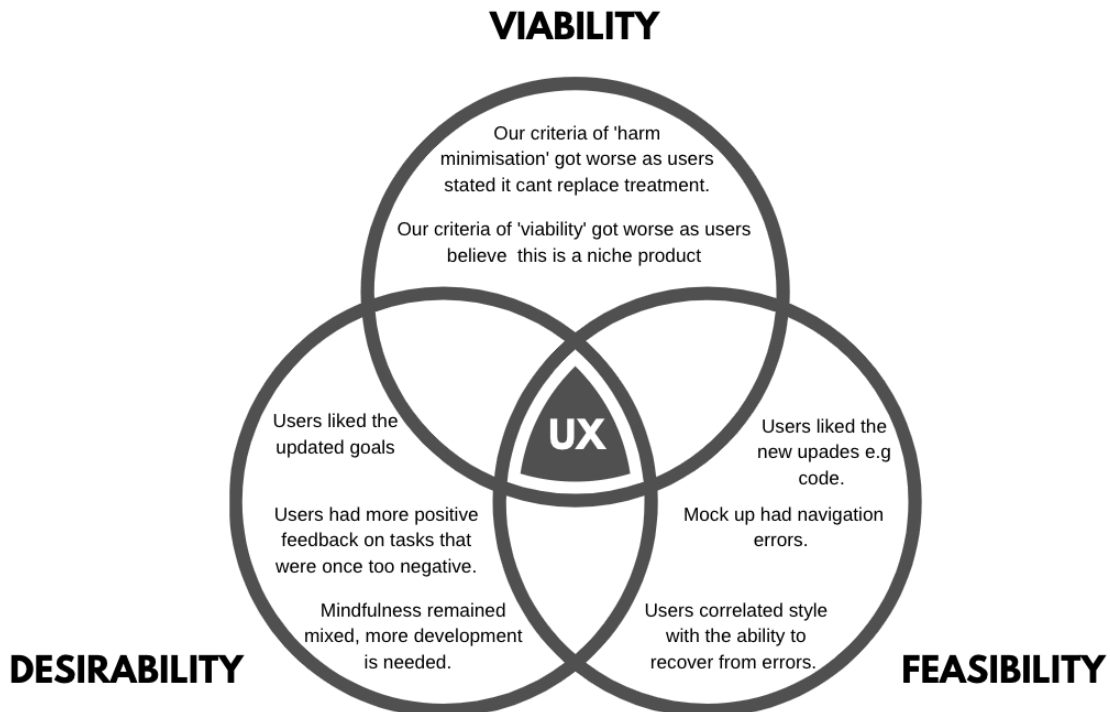 VIABILITY
Our criteria of 'harm
minimisation' got worse as users
stated it cant replace treatment.
Our criteria of 'viability' got worse as users
believe  this is a niche product
UX
Users liked the
updated goals
Users had more positive
feedback on tasks that
were once too negative.
Mindfulness remained
mixed, more development
is needed.
Users liked the
new upades e.g
code.
Mock up had navigation
errors.
Users correlated style
with the ability to
recover from errors.
DESIRABILITY
FEASIBILITY